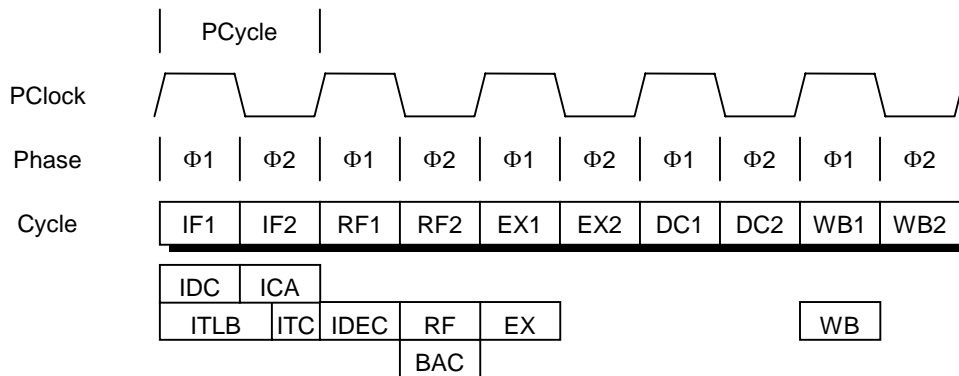 PCycle
PClock
Phase Φ1 Φ2 Φ1 Φ2 Φ1 Φ2 Φ1 Φ2 Φ1 Φ2
Cycle IF1 IF2 RF1 RF2 EX1 EX2 DC1 DC2 WB1 WB2
IDC ICA
ITLB ITC IDEC RF EX WB
BAC